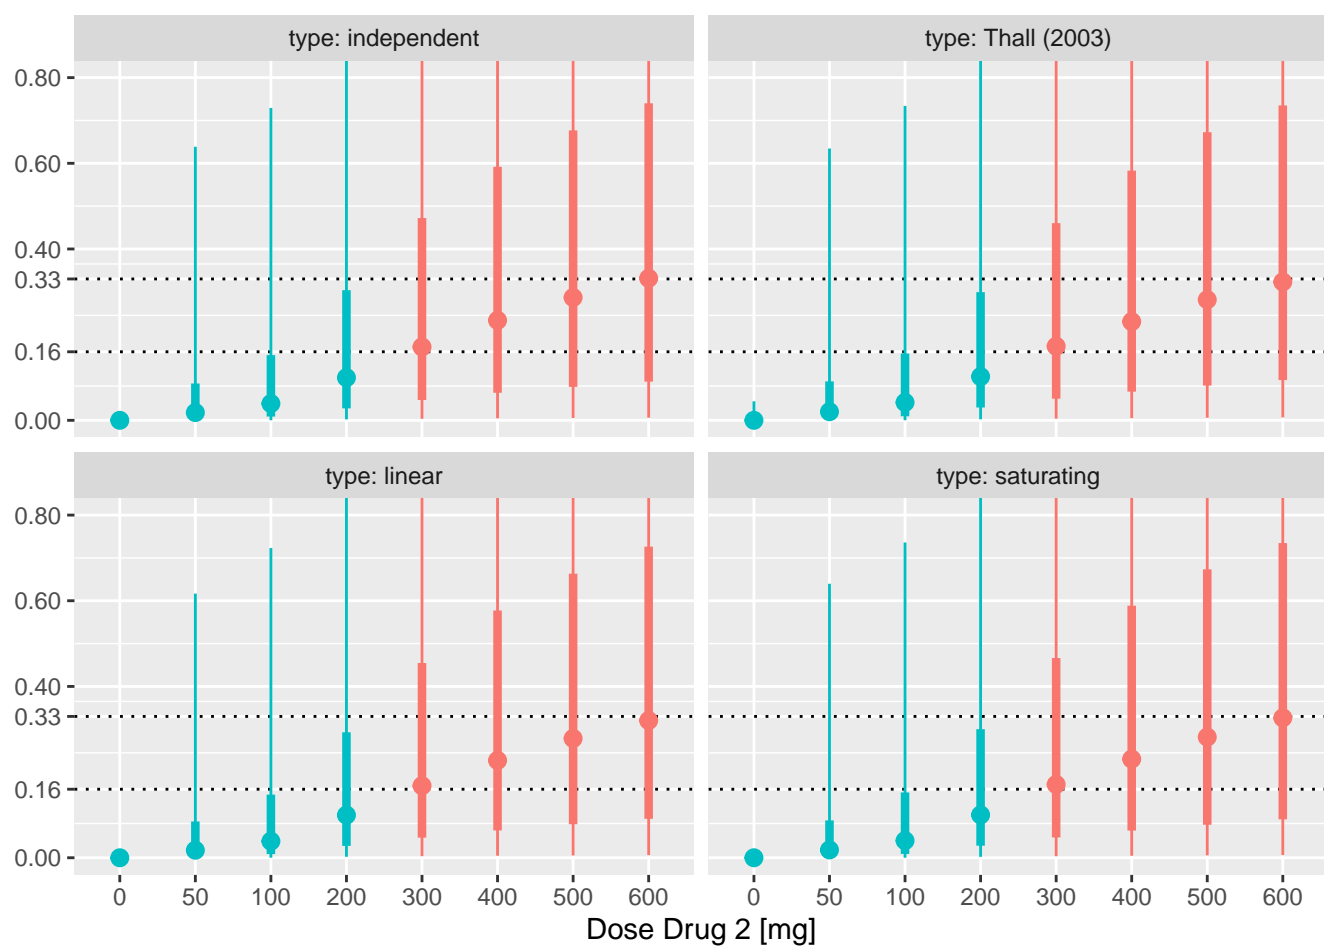 type: independent
type: Thall (2003)
0.80
0.60
0.40
0.33
0.16
0.00
type: linear
type: saturating
0.80
0.60
0.40
0.33
0.16
0.00
0 50 100 200 300 400 500 600
0 50 100 200 300 400 500 600
Dose Drug 2 [mg]